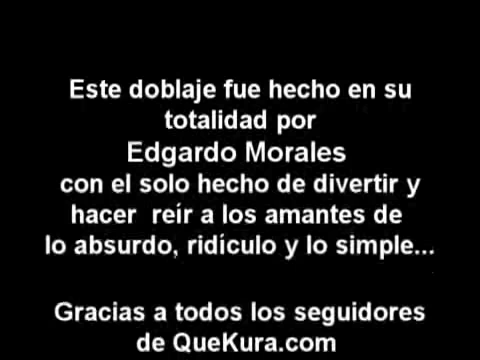 Este doblaje fue hecho en su
totalidad por
Edgardo Morales
con el solo hecho de divertir y
hacer reír a los amantes de
lo absurdo, ridículo y lo simple...
Gracias a todos los seguidores
de QueKura.com